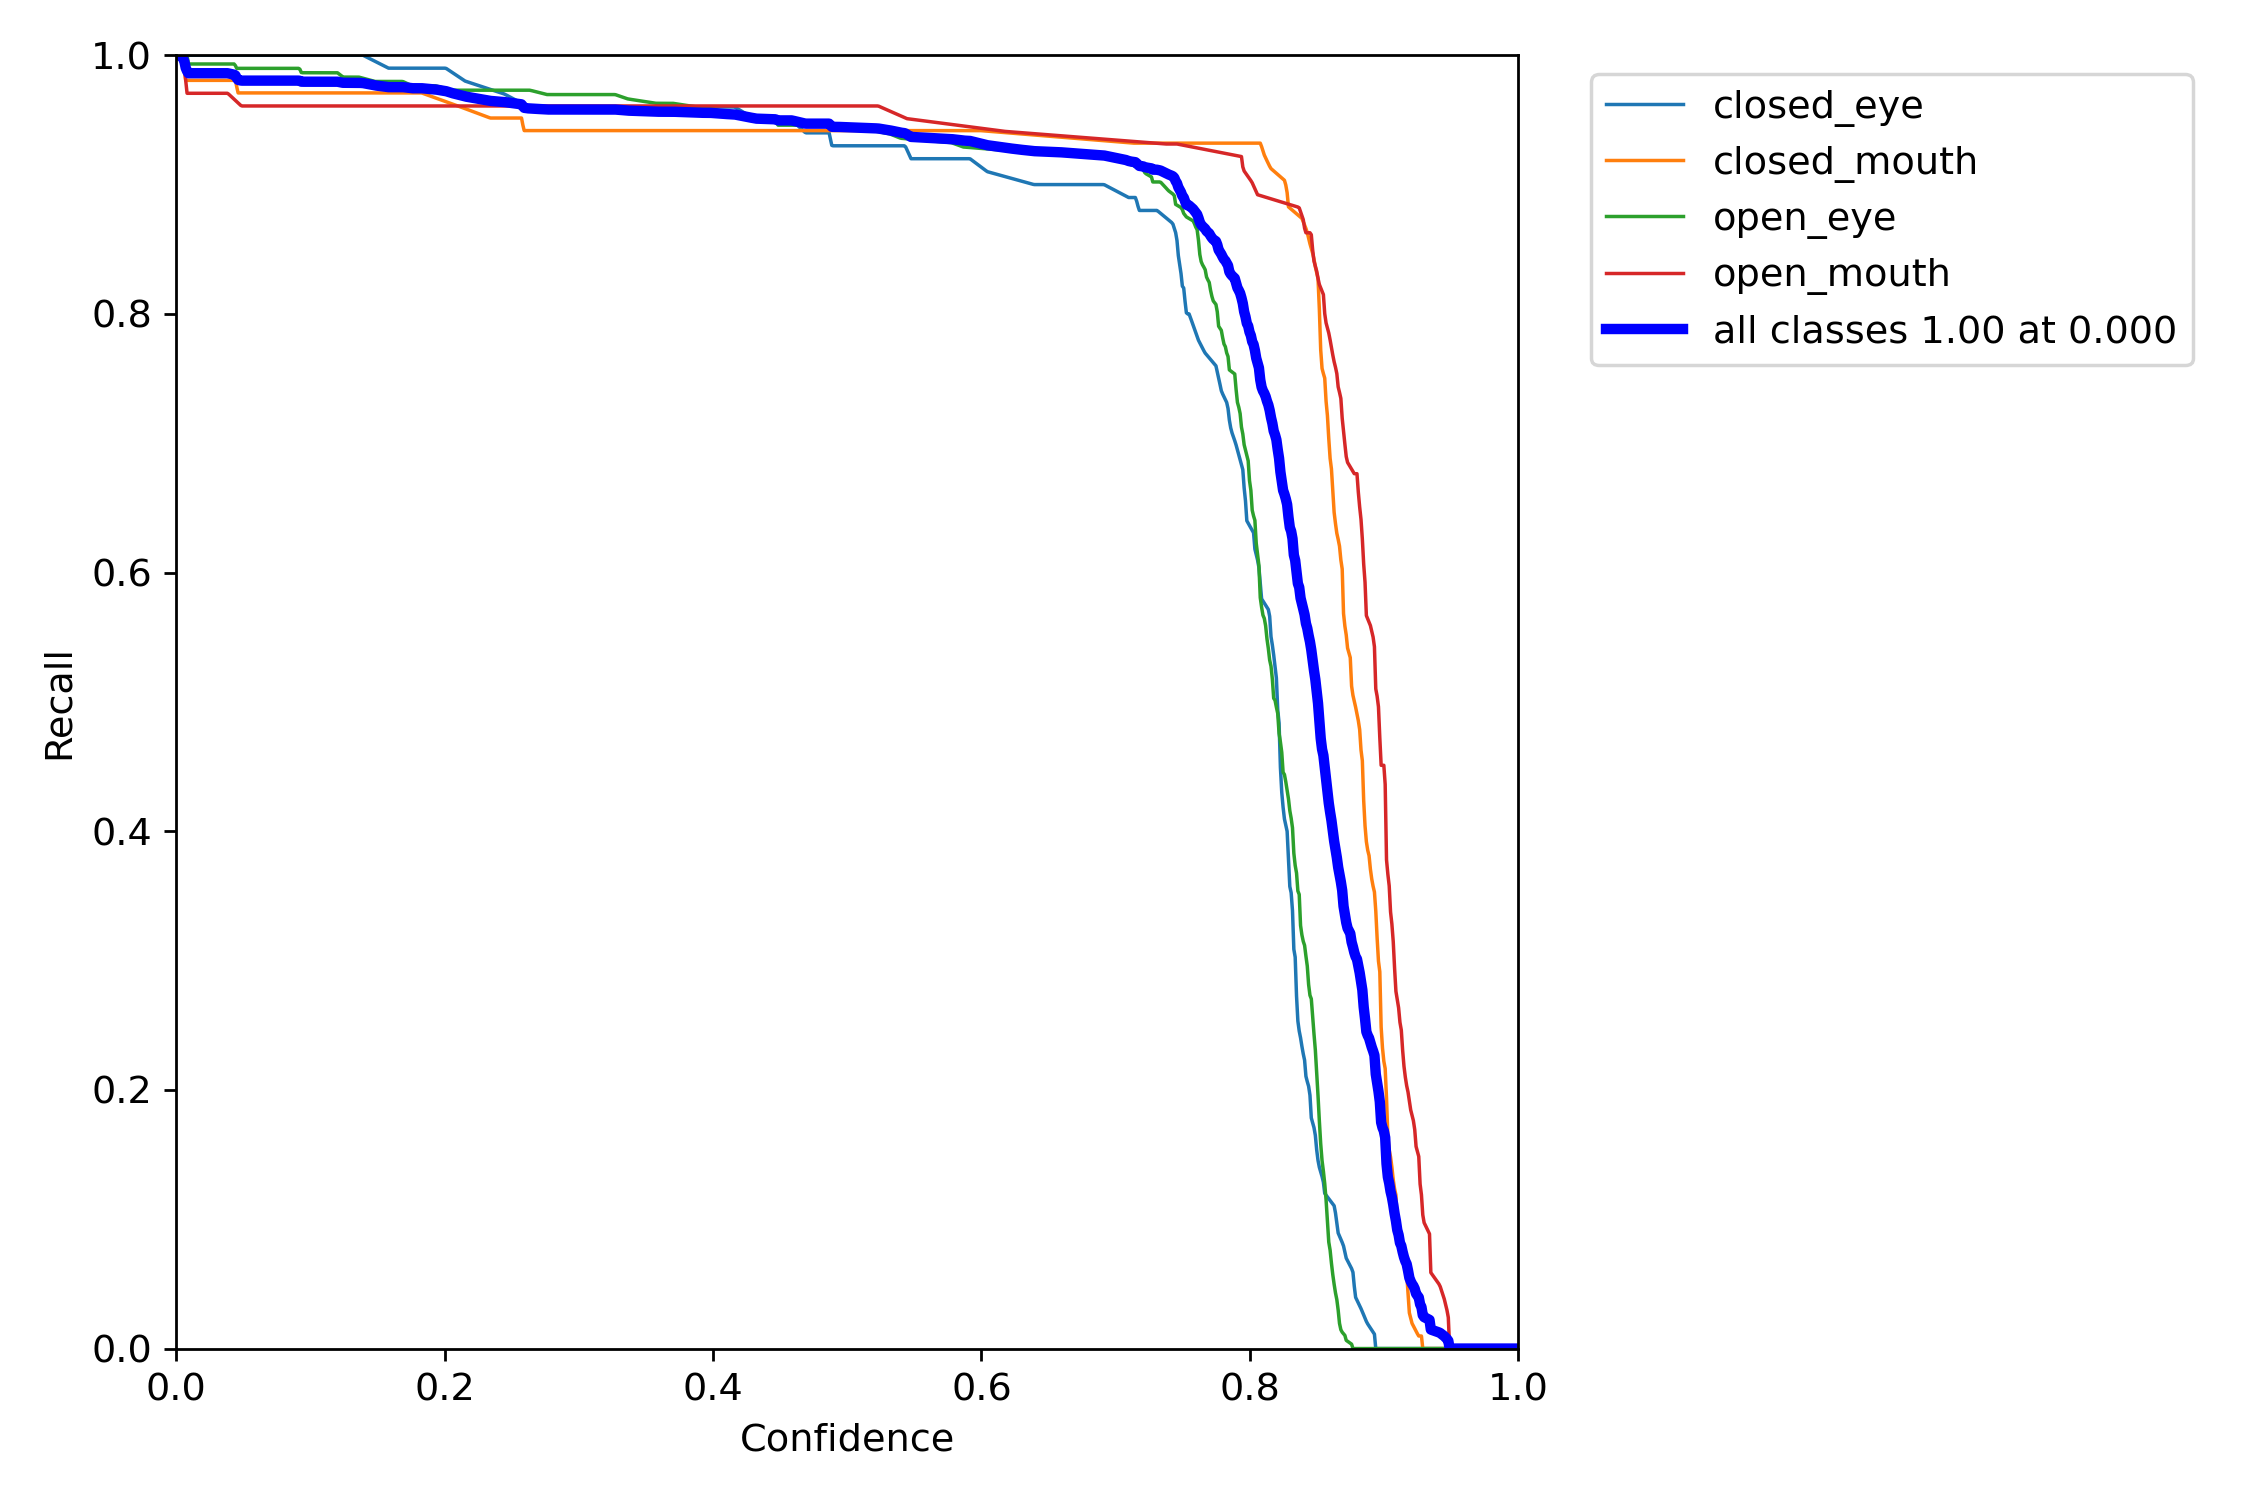 1.0
0.8
0.6
0.4
0.2
0.0
0.0 0.2 0.4 0.6 0.8 1.0
Recall
Confidence
closed_eye
closed_mouth
open_eye
open_mouth
all classes 1.00 at 0.000